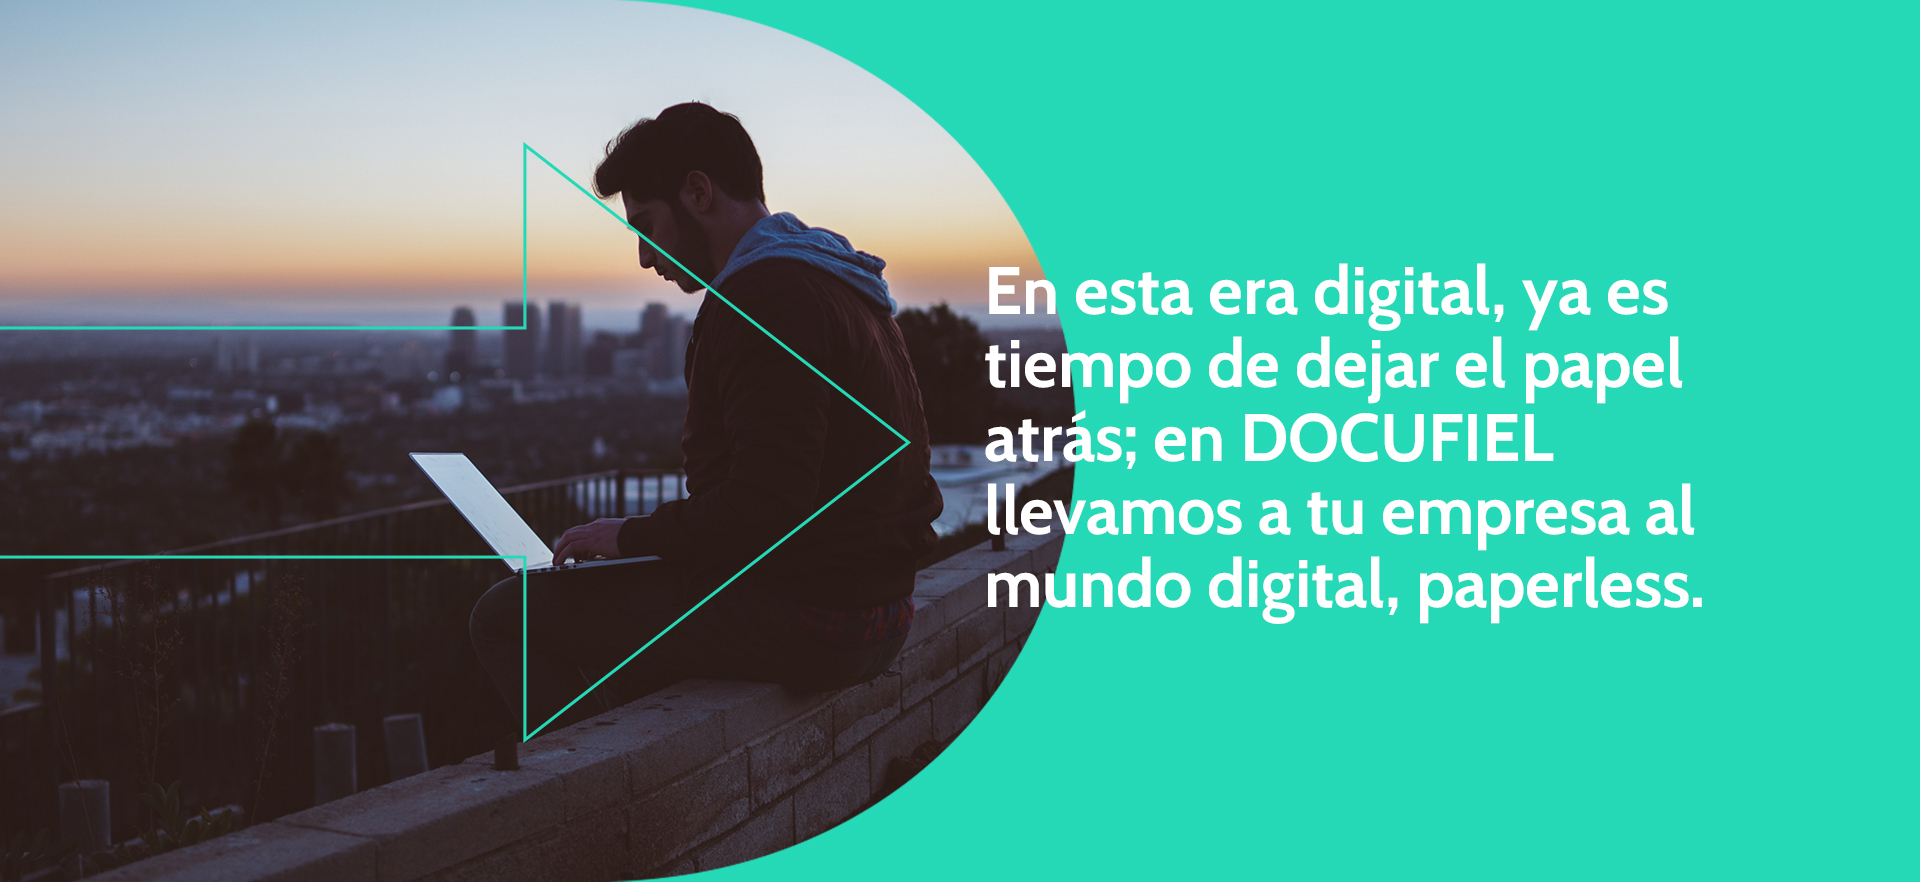 En esta era digital, ya es
tiempo de dejar el papel
atrás; en DOCUFIEL
llevamos a tu empresa al
mundo digital, paperless.